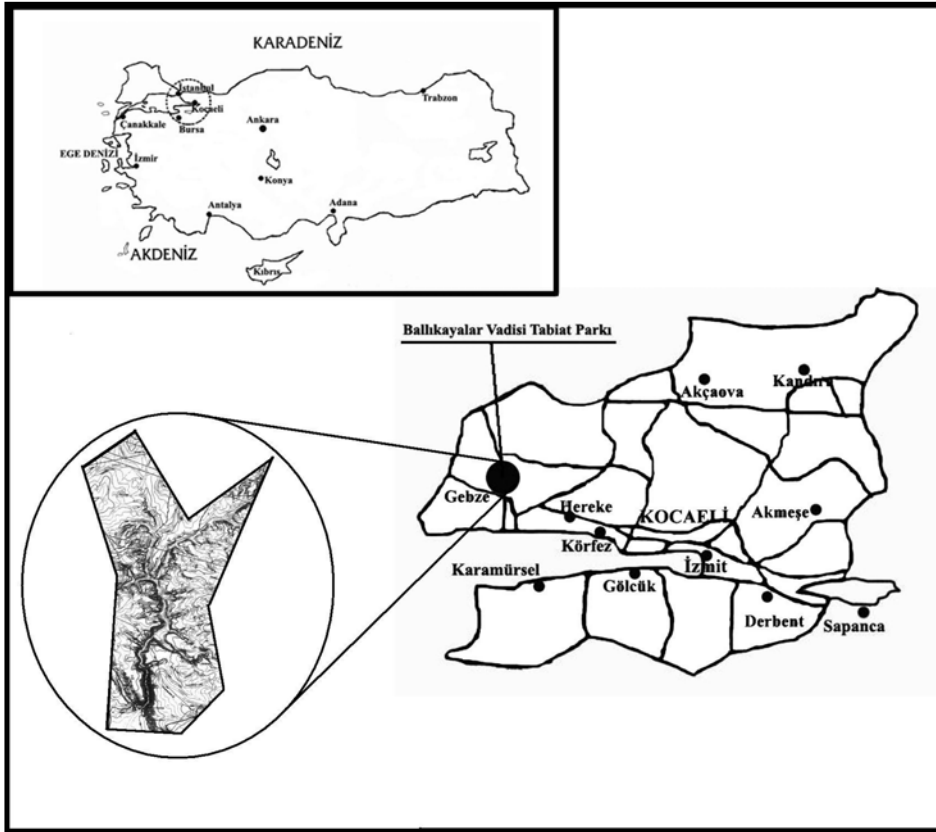 KARADENİZ
İstanbul
Kocaeli
Trabzon
Çanakkale
Bursa
Ankara
EGE DENİZİ
İzmir
Konya
Antalya
Adana
AKDENİZ
Kıbrıs
Ballıkayalar Vadisi Tabiat Parkı
Akçaova
Kandıra
Gebze
Hereke
KOCAELİ
Akmeşe
Körfez
İzmit
Karamürsel
Gölcük
Derbent
Sapanca